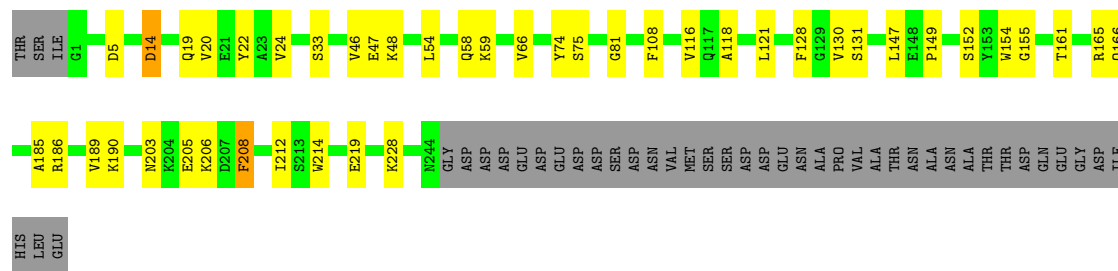 THR SER ILE G1 D5 D14 Q19 V20 E21 Y22 A23 V24 S33 V46 E47 K48 L54 Q58 K59 V66 Y74 S75 G81 F108 V116 Q117 A118 L121 F128 G129 V130 S131 L147 E148 P149 S152 Y153 W154 G155 T161 R165 Q166
A185 R186 V189 K190 N203 K204 E205 K206 D207 F208 I212 S213 W214 E219 K228 N244 GLY ASP ASP ASP GLU ASP GLU ASP ASP SER ASP ASN VAL MET SER SER ASP ASP GLU ASN ALA PRO VAL ALA THR ASN ALA ASN ALA THR THR ASP GLN GLU GLY ASP ILE
HIS LEU GLU